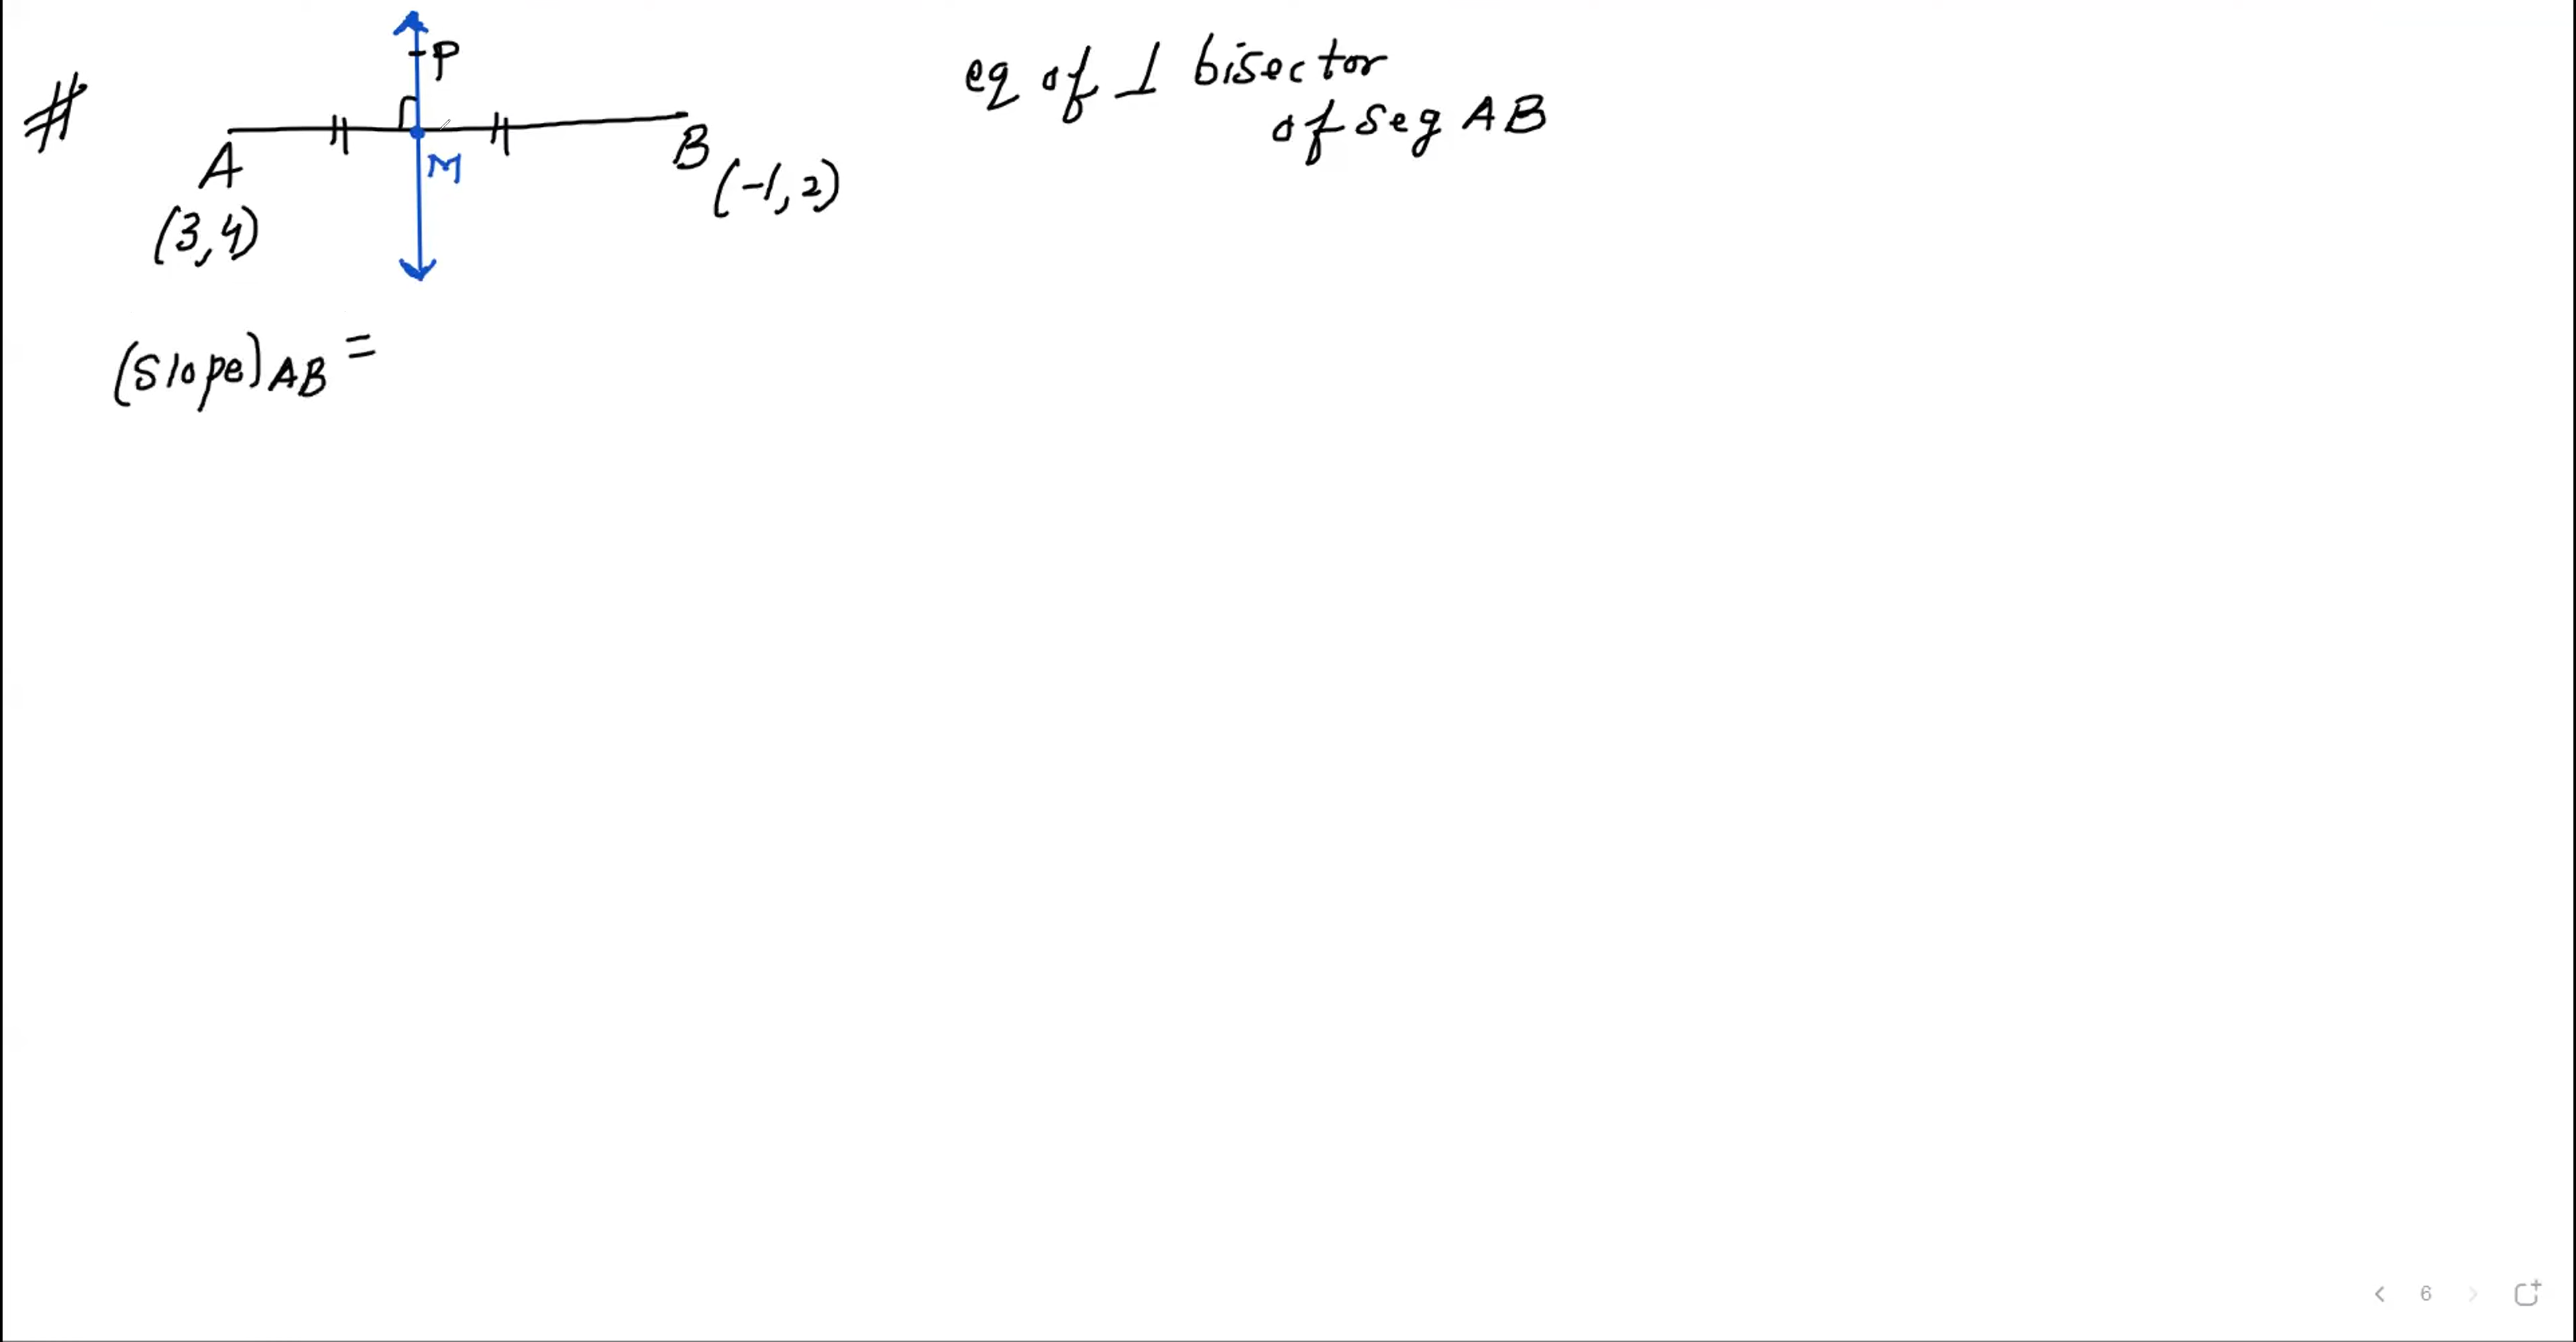 #
P
eq of ⊥ bisector
of seg AB
A
M
B
(3,4)
(-1,2)
(Slope)AB =
6